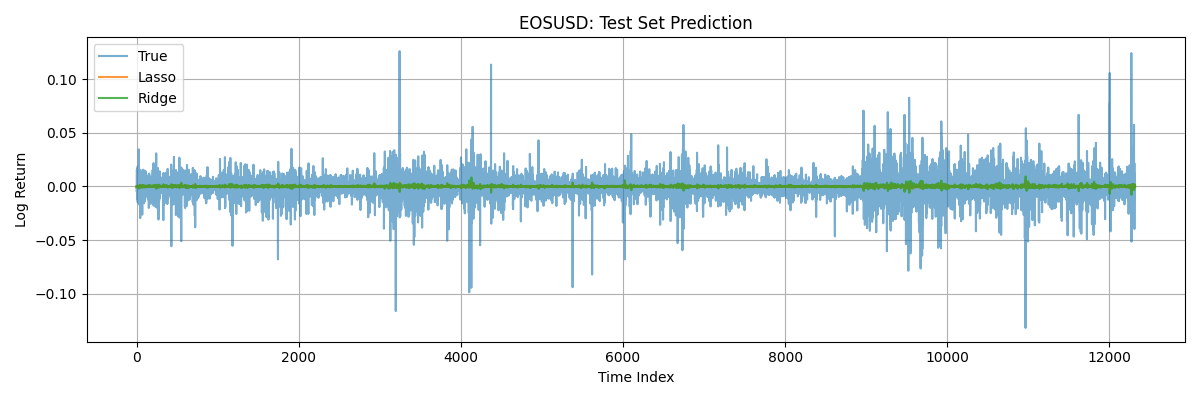 EOSUSD: Test Set Prediction
True
Lasso
Ridge
Log Return
0.10
0.05
0.00
−0.05
−0.10
0 2000 4000 6000 8000 10000 12000
Time Index